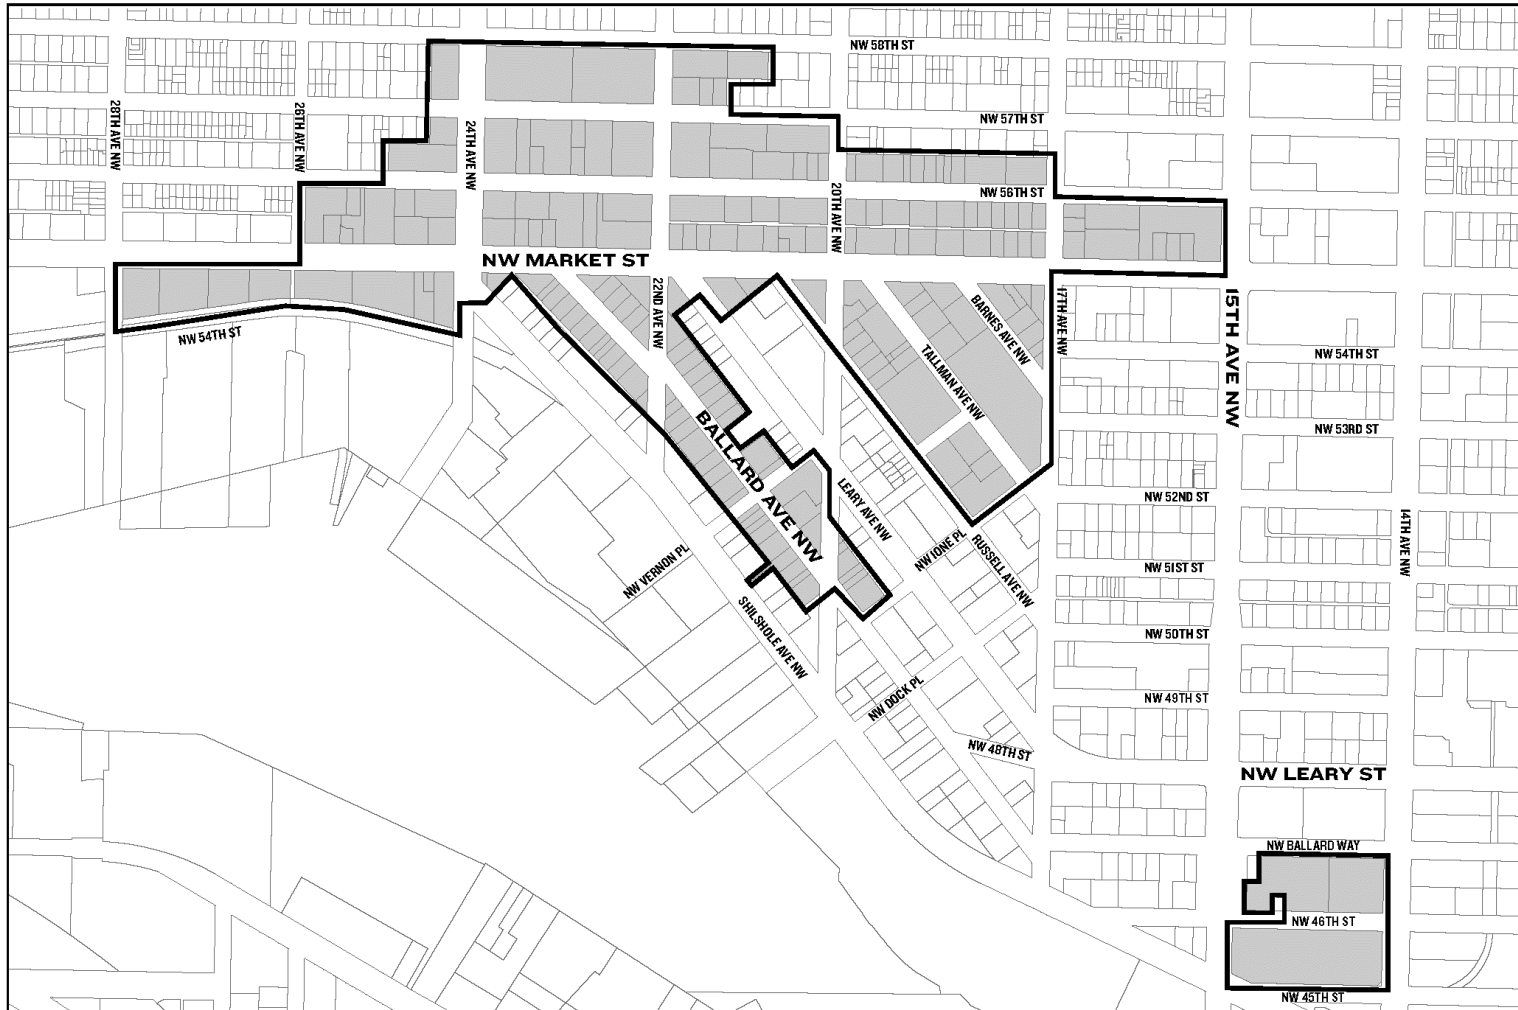 NW 58TH ST
28TH AVE NW
26TH AVE NW
24TH AVE NW
NW 57TH ST
20TH AVE NW
NW 56TH ST
NW MARKET ST
22ND AVE NW
17TH AVE NW
BARNES AVE NW
15TH AVE NW
NW 54TH ST
NW 54TH ST
TALLMAN AVE NW
NW 53RD ST
BALLARD AVE NW
LEARY AVE NW
NW 52ND ST
14TH AVE NW
NW VERNON PL
NW IONE PL
RUSSELL AVE NW
NW 51ST ST
SHILSHOLE AVE NW
NW 50TH ST
NW DOCK PL
NW 49TH ST
NW 48TH ST
NW LEARY ST
NW BALLARD WAY
NW 46TH ST
NW 45TH ST